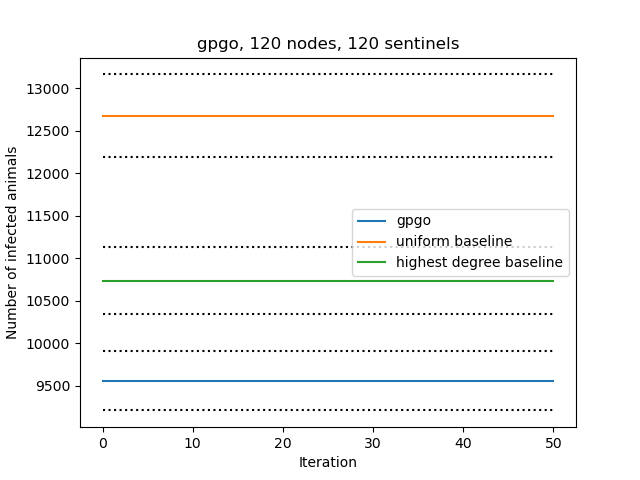 gpgo, 120 nodes, 120 sentinels
13000
12500
12000
11500
11000
10500
10000
9500
Number of infected animals
gpgo
uniform baseline
highest degree baseline
0 10 20 30 40 50
Iteration